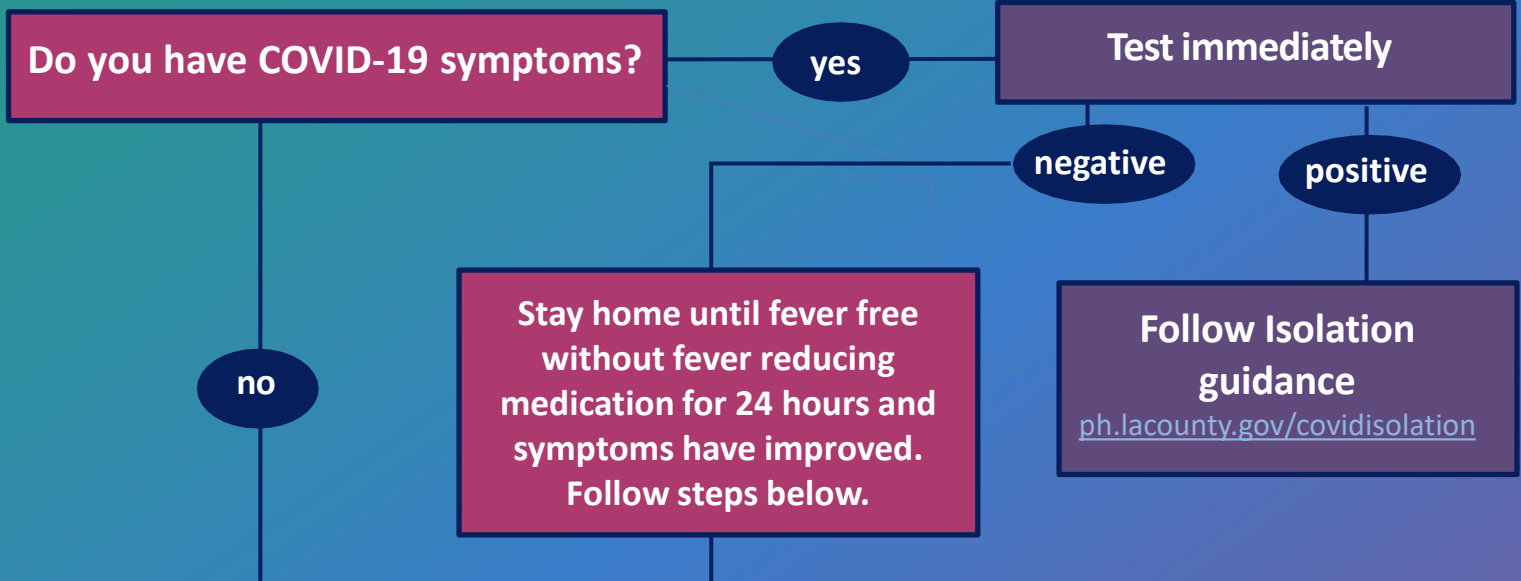 Do you have COVID-19 symptoms?
yes
Test immediately
negative
positive
Stay home until fever free
without fever reducing
medication for 24 hours and
symptoms have improved.
Follow steps below.
Follow Isolation
guidance
ph.lacounty.gov/covidisolation
no